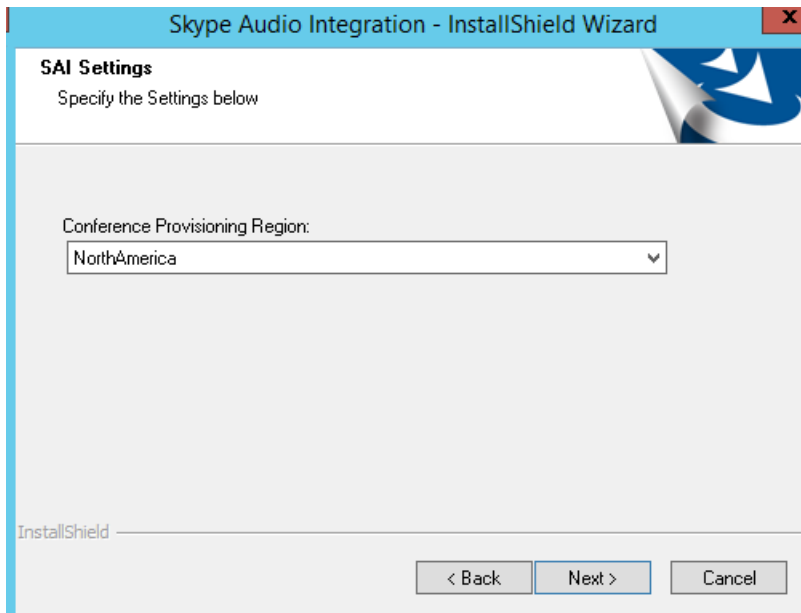 Skype Audio Integration - InstallShield Wizard
x
SAI Settings
Specify the Settings below
Conference Provisioning Region:
NorthAmerica
InstallShield
< Back Next > Cancel